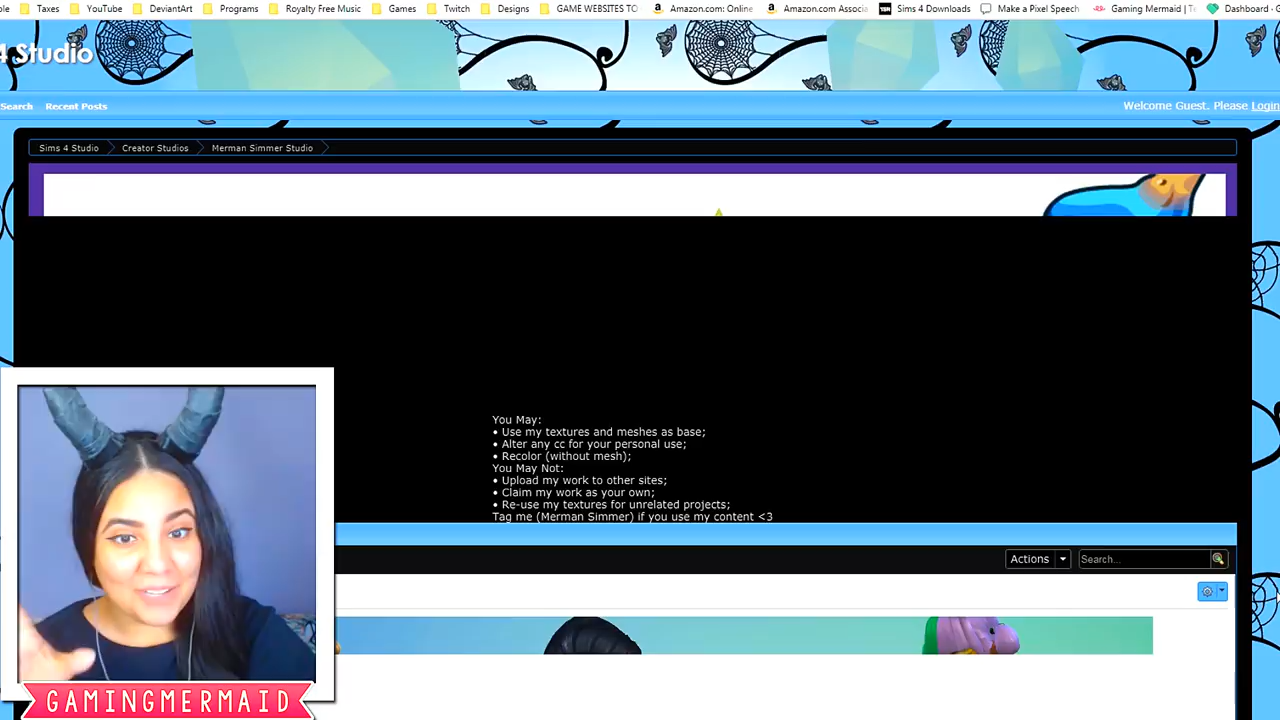 ple Taxes YouTube DeviantArt Programs Royalty Free Music Games Twitch Designs GAME WEBSITES TO Amazon.com: Online Amazon.com Associa TSR Sims 4 Downloads Make a Pixel Speech Gaming Mermaid | T Dashboard - G
4 Studio
Search Recent Posts Welcome Guest. Please Login
Sims 4 Studio Creator Studios Merman Simmer Studio
You May:
• Use my textures and meshes as base;
• Alter any cc for your personal use;
• Recolor (without mesh);
You May Not:
• Upload my work to other sites;
• Claim my work as your own;
• Re-use my textures for unrelated projects;
Tag me (Merman Simmer) if you use my content <3
Actions Search...
GAMINGMERMAID